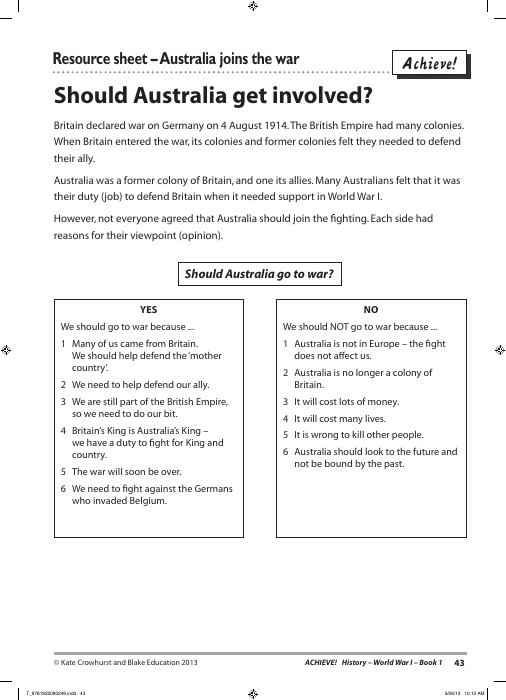 Resource sheet – Australia joins the war
Achieve!
Should Australia get involved?
Britain declared war on Germany on 4 August 1914. The British Empire had many colonies.
When Britain entered the war, its colonies and former colonies felt they needed to defend
their ally.
Australia was a former colony of Britain, and one its allies. Many Australians felt that it was
their duty (job) to defend Britain when it needed support in World War I.
However, not everyone agreed that Australia should join the fighting. Each side had
reasons for their viewpoint (opinion).
Should Australia go to war?
YES
We should go to war because ...
1 Many of us came from Britain.
We should help defend the ‘mother
country’.
2 We need to help defend our ally.
3 We are still part of the British Empire,
so we need to do our bit.
4 Britain’s King is Australia’s King –
we have a duty to fight for King and
country.
5 The war will soon be over.
6 We need to fight against the Germans
who invaded Belgium.
NO
We should NOT go to war because ...
1 Australia is not in Europe – the fight
does not affect us.
2 Australia is no longer a colony of
Britain.
3 It will cost lots of money.
4 It will cost many lives.
5 It is wrong to kill other people.
6 Australia should look to the future and
not be bound by the past.
© Kate Crowhurst and Blake Education 2013
ACHIEVE! History – World War I – Book 1 43
T_9781922090249.indd 43
3/06/13 10:10 AM